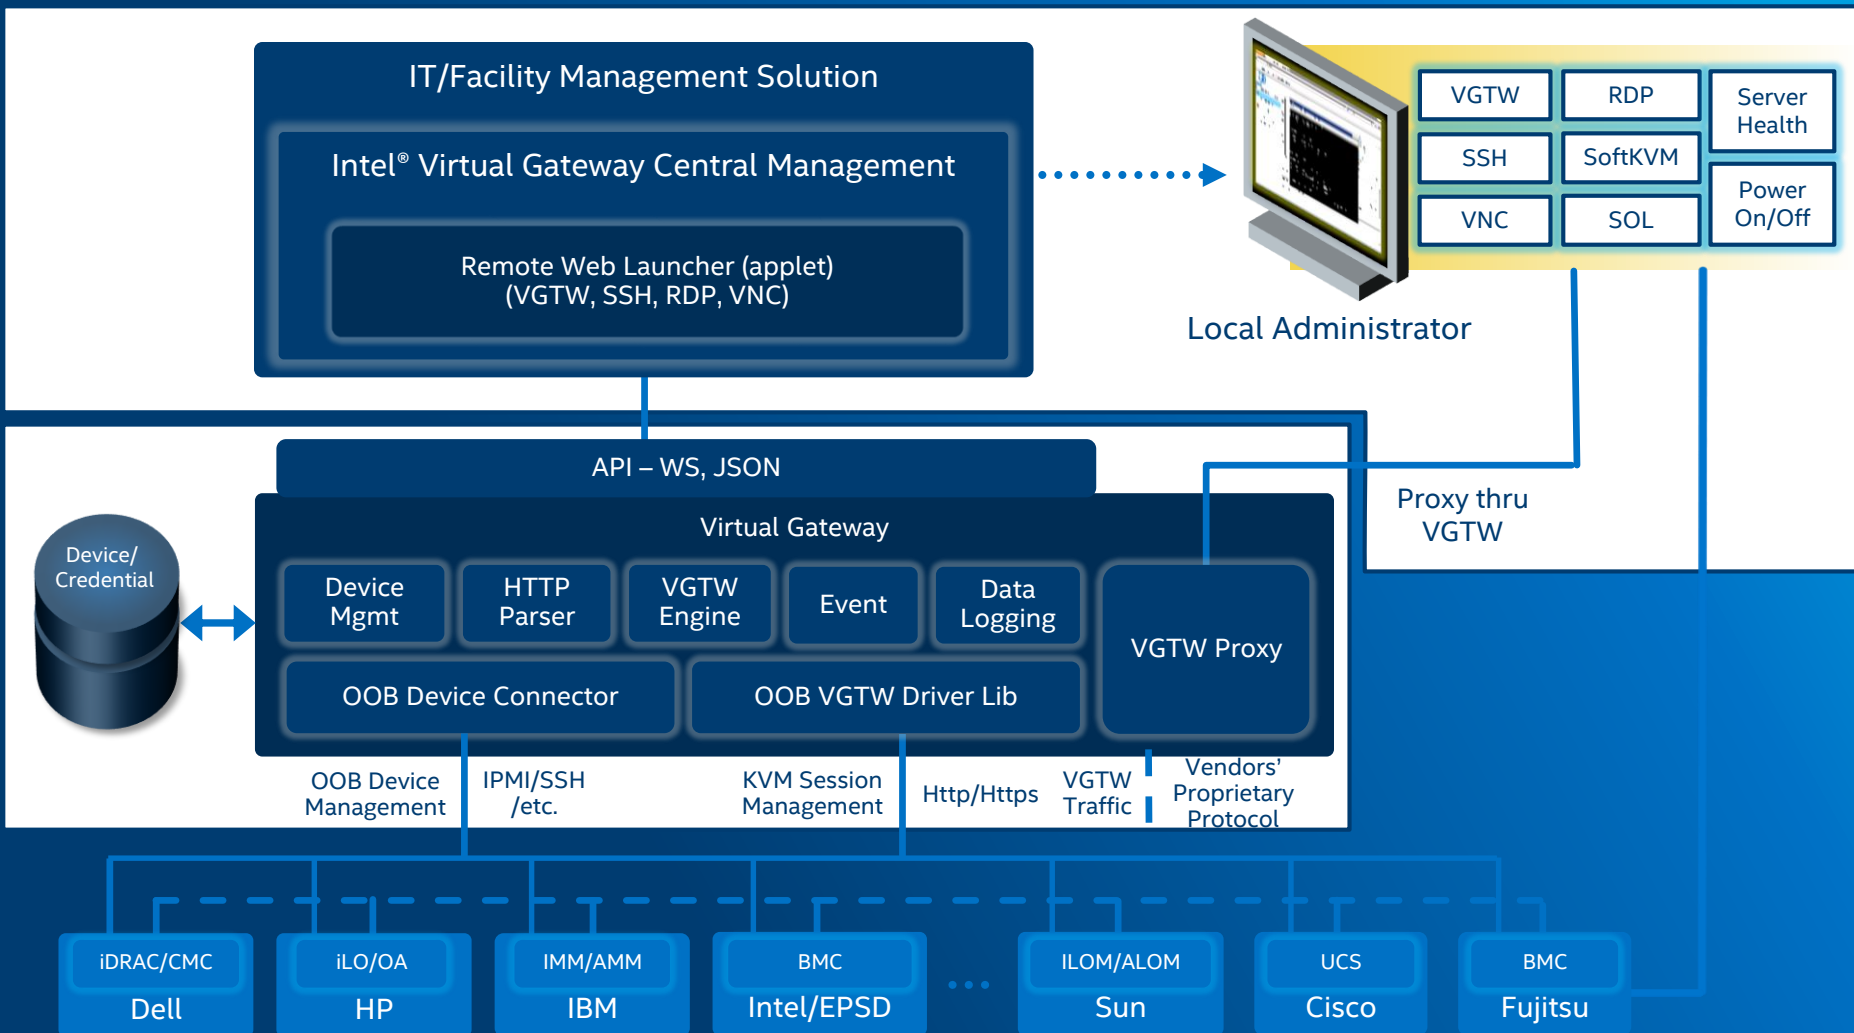 IT/Facility Management Solution
Intel® Virtual Gateway Central Management
Remote Web Launcher (applet)
(VGTW, SSH, RDP, VNC)
VGTW
RDP
Server
Health
SSH
SoftKVM
Power
On/Off
VNC
SOL
Local Administrator
API – WS, JSON
Proxy thru
VGTW
Virtual Gateway
Device/
Credential
Device
Mgmt
HTTP
Parser
VGTW
Engine
Event
Data
Logging
VGTW Proxy
OOB Device Connector
OOB VGTW Driver Lib
OOB Device
Management
IPMI/SSH
/etc.
KVM Session
Management
Http/Https
VGTW
Traffic
Vendors’
Proprietary
Protocol
iDRAC/CMC
Dell
iLO/OA
HP
IMM/AMM
IBM
BMC
Intel/EPSD
...
ILOM/ALOM
Sun
UCS
Cisco
BMC
Fujitsu